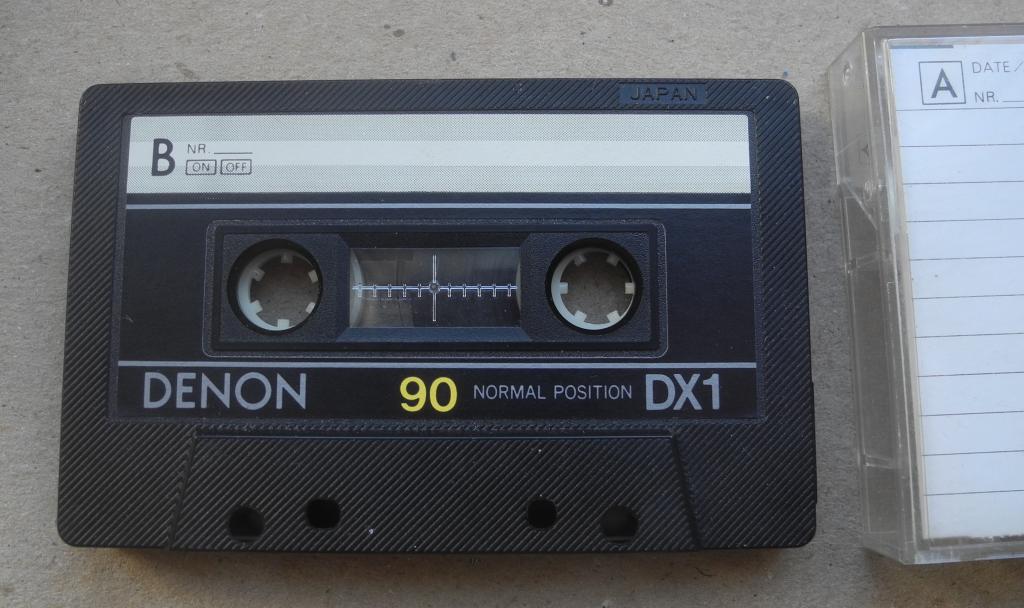 JAPAN
B NR.
ON OFF
DENON 90 NORMAL POSITION DX1
A DATE/
NR.